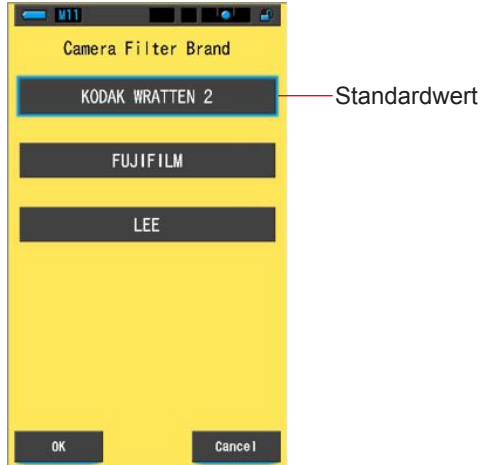 M11
Camera Filter Brand
KODAK WRATTEN 2
Standardwert
FUJIFILM
LEE
OK
Cancel